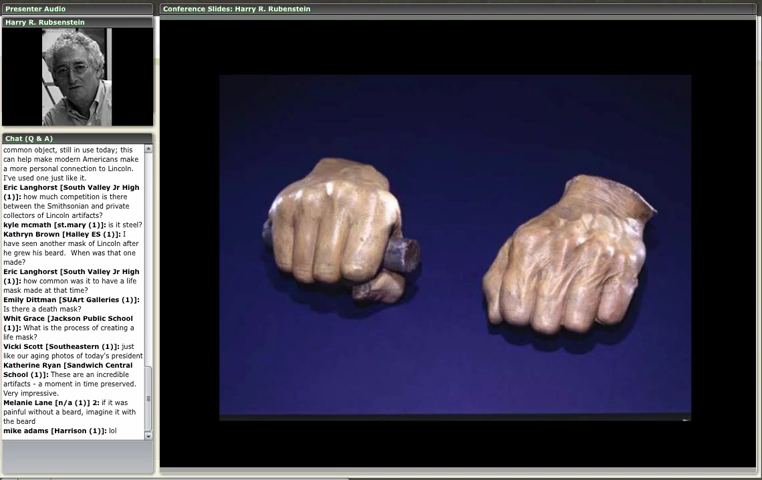 Presenter Audio
Harry R. Rubsenstein
Chat (Q & A)
common object, still in use today; this
can help make modern Americans make
a more personal connection to Lincoln.
I've used one just like it.
Eric Langhorst [South Valley Jr High
(1)]: how much competition is there
between the Smithsonian and private
collectors of Lincoln artifacts?
kyle mcmath [st.mary (1)]: is it steel?
Kathryn Brown [Hailey ES (1)]: I
have seen another mask of Lincoln after
he grew his beard. When was that one
made?
Eric Langhorst [South Valley Jr High
(1)]: how common was it to have a life
mask made at that time?
Emily Dittman [SUArt Galleries (1)]:
Is there a death mask?
Whit Grace [Jackson Public School
(1)]: What is the process of creating a
life mask?
Vicki Scott [Southeastern (1)]: just
like our aging photos of today's president
Katherine Ryan [Sandwich Central
School (1)]: These are an incredible
artifacts - a moment in time preserved.
Very impressive.
Melanie Lane [n/a (1)] 2: if it was
painful without a beard, imagine it with
the beard
mike adams [Harrison (1)]: lol
Conference Slides: Harry R. Rubenstein